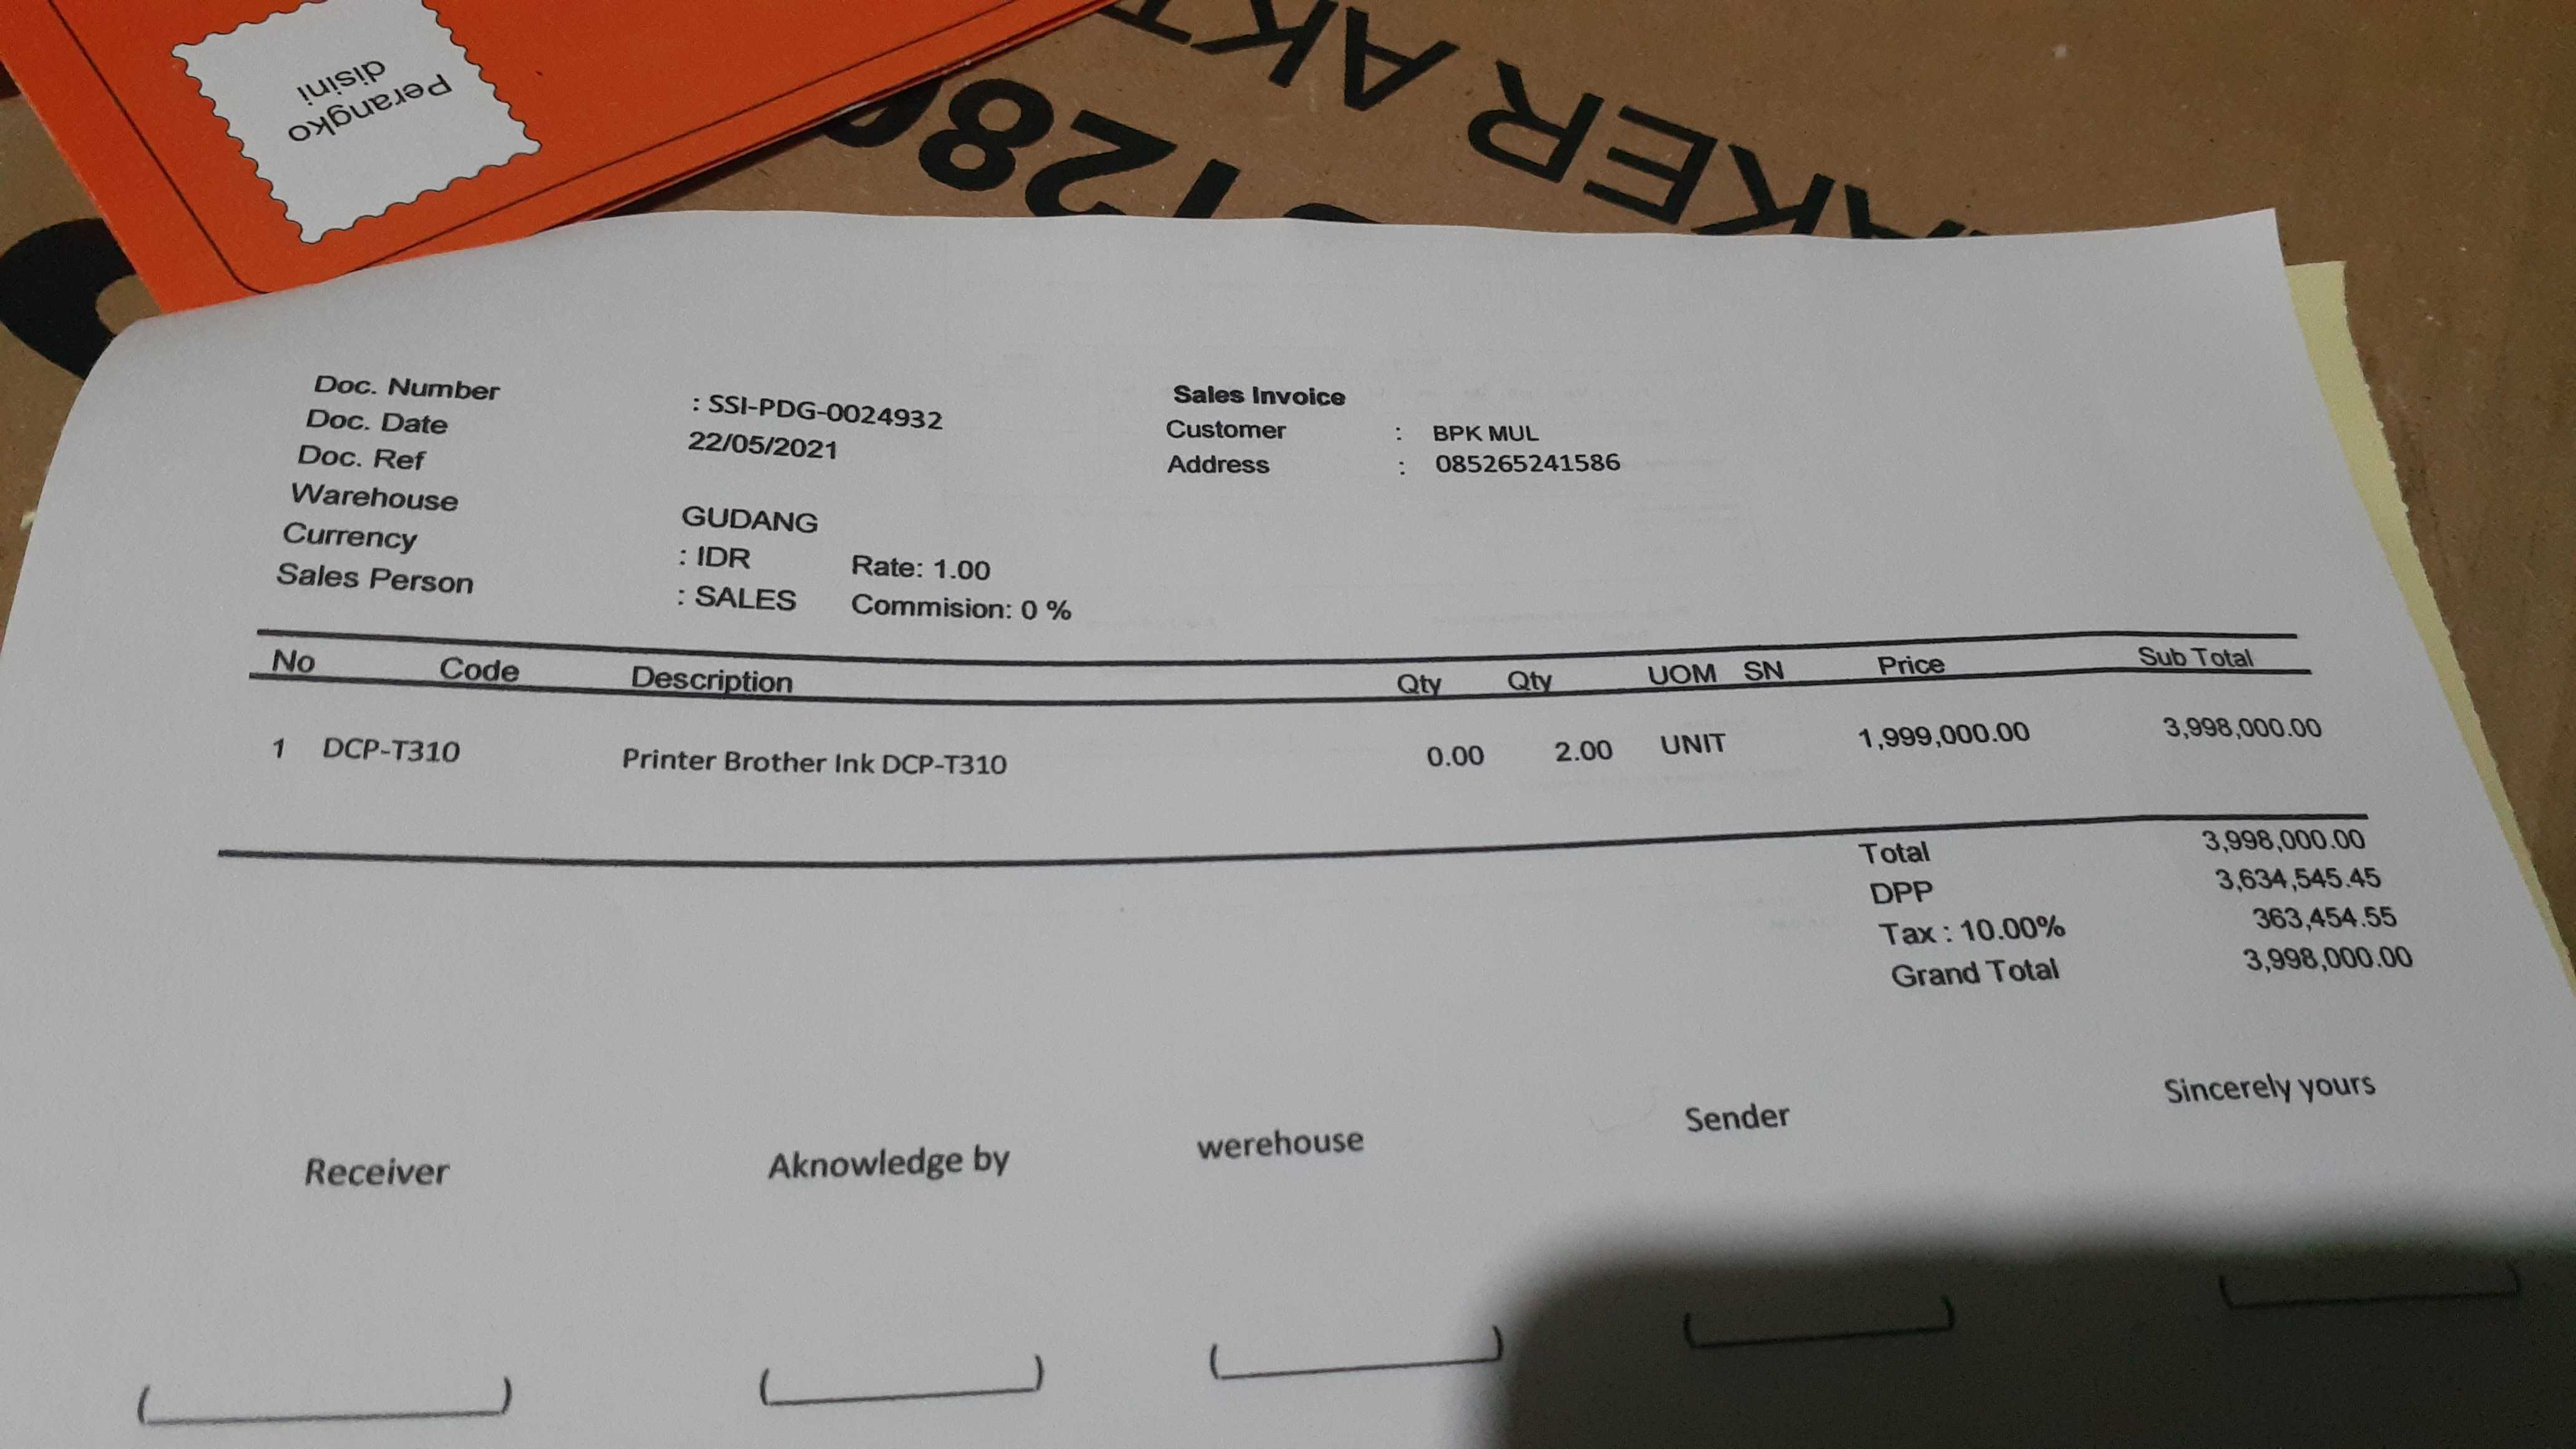 Perangko
disini
AKER AKT
128
Doc. Number : SSI-PDG-0024932
Doc. Date 22/05/2021
Doc. Ref
Warehouse GUDANG
Currency : IDR Rate: 1.00
Sales Person : SALES Commision: 0 %
Sales Invoice
Customer : BPK MUL
Address : 085265241586
No Code Description Qty Qty UOM SN Price Sub Total
1 DCP-T310 Printer Brother Ink DCP-T310 0.00 2.00 UNIT 1,999,000.00 3,998,000.00
Total 3,998,000.00
DPP 3,634,545.45
Tax : 10.00% 363,454.55
Grand Total 3,998,000.00
Receiver Aknowledge by werehouse Sender Sincerely yours